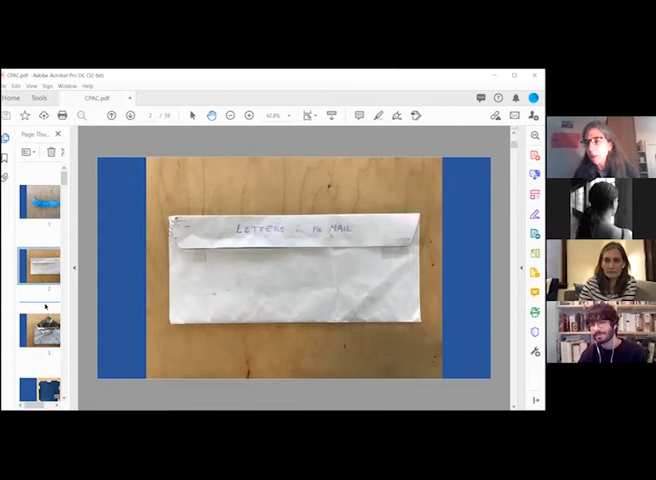 CPAC.pdf - Adobe Acrobat Pro DC (32-bit)
File Edit View Sign Window Help
Home Tools CPAC.pdf ×
2 / 38 62.8%
Page Thu...
1
2
3
LETTERS in the MAIL